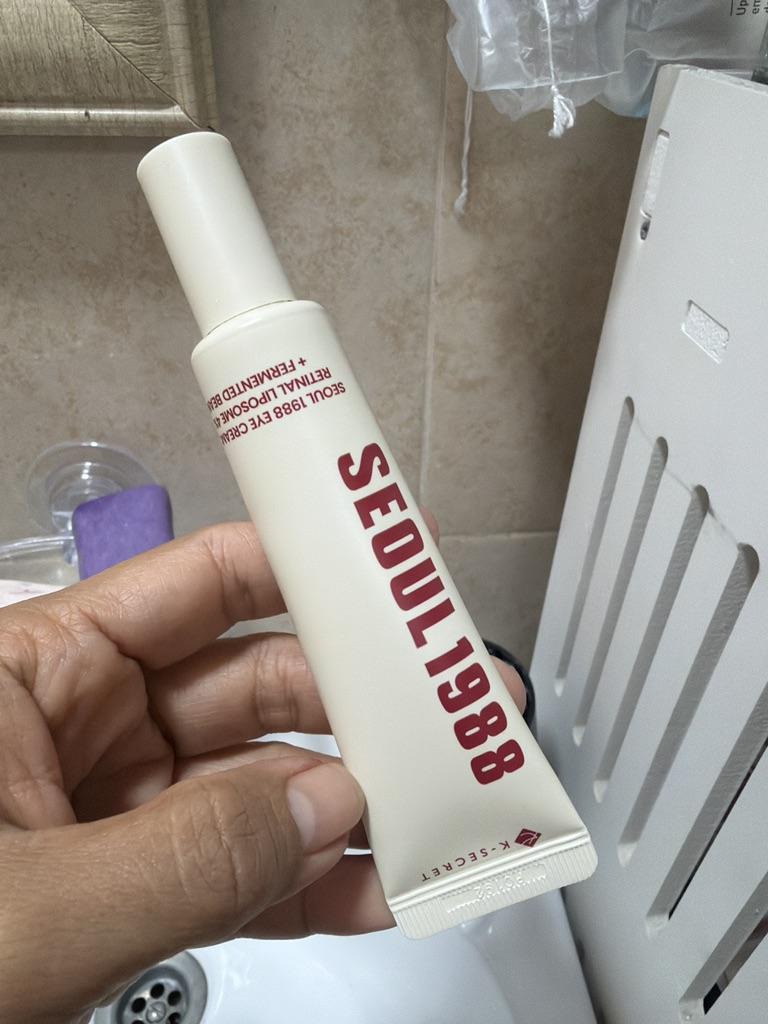 SEOUL 1988 EYE CREAM
RETINAL LIPOSOME
+ FERMENTED
SEOUL 1988
K-SECRET